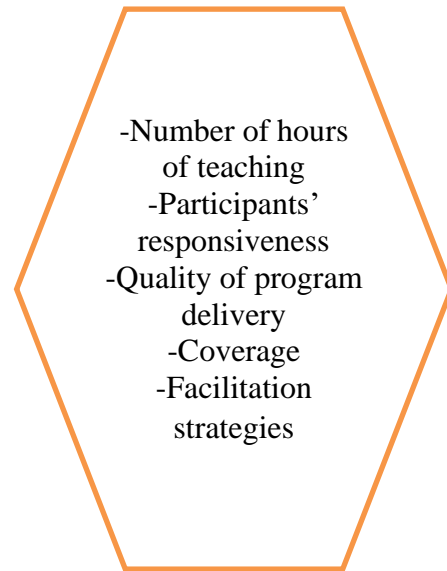 -Number of hours
of teaching
-Participants’
responsiveness
-Quality of program
delivery
-Coverage
-Facilitation
strategies